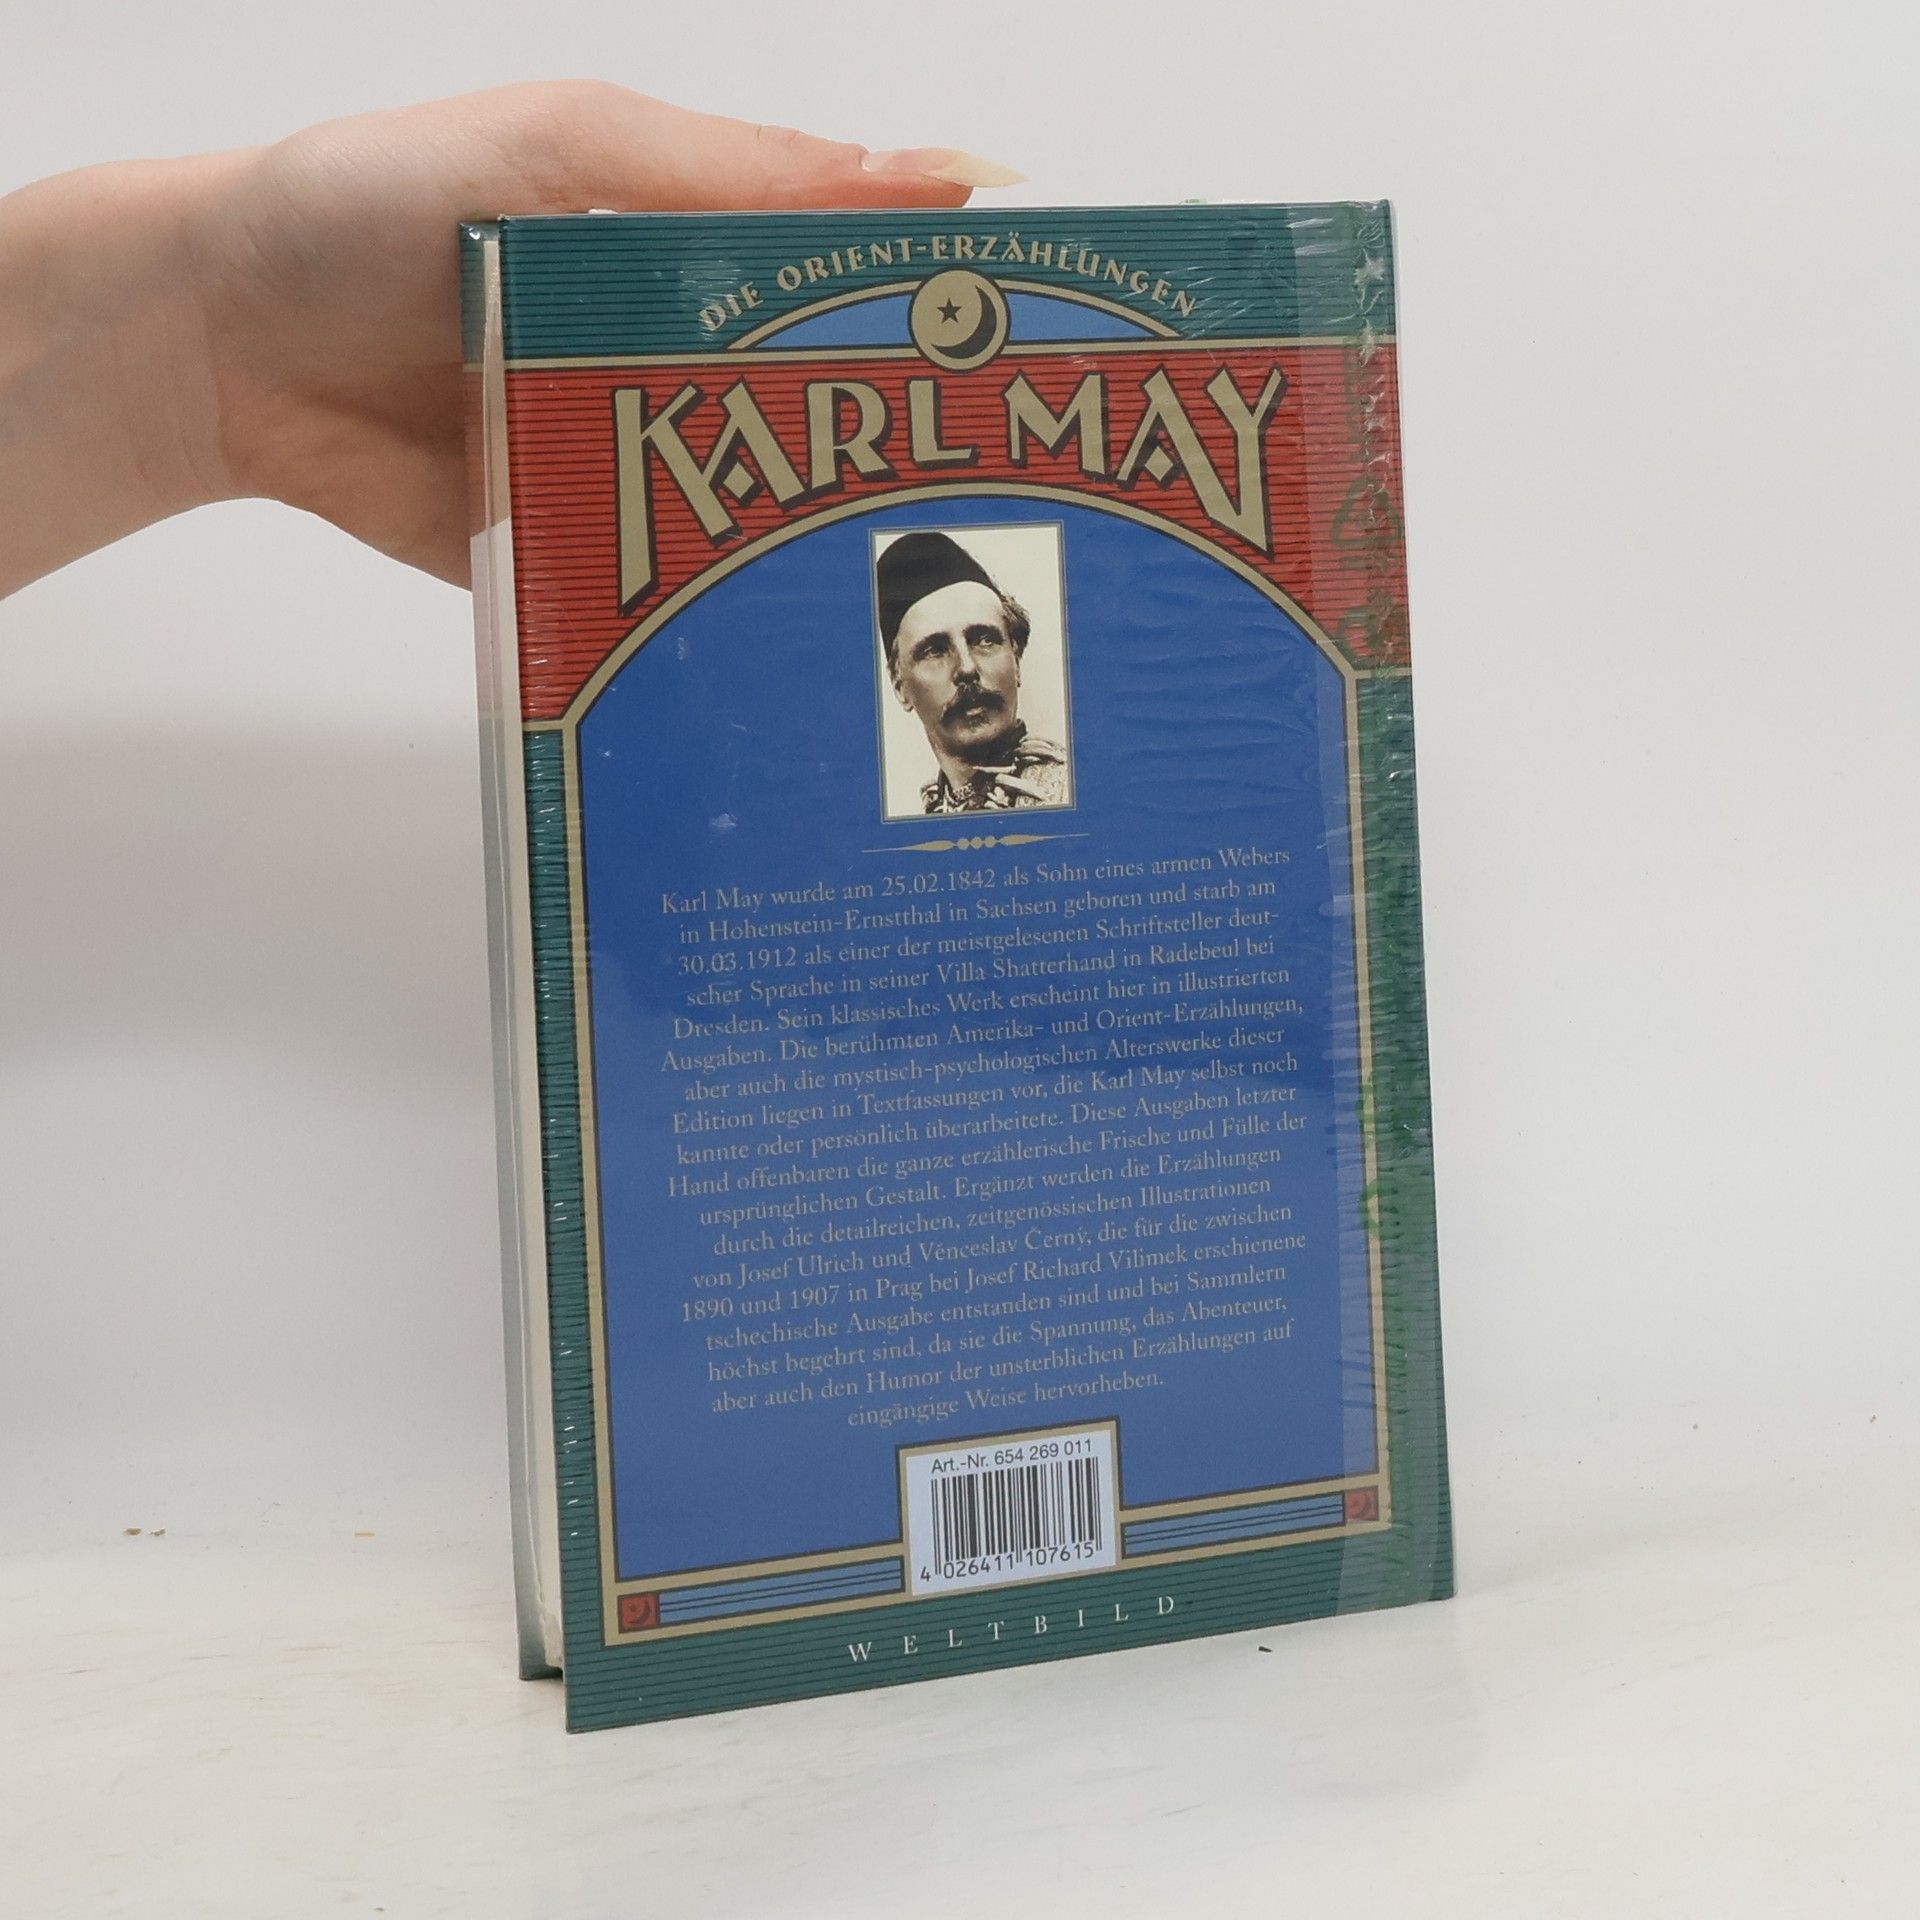 DIE ORIENT-ERZÄHLUNGEN
KARL MAY
Karl May wurde am 25.02.1842 als Sohn eines armen Webers
in Hohenstein-Ernstthal in Sachsen geboren und starb am
30.03.1912 als einer der meistgelesenen Schriftsteller deut-
scher Sprache in seiner Villa Shatterhand in Radebeul bei
Dresden. Sein klassisches Werk erscheint hier in illustrierten
Ausgaben. Die berühmten Amerika- und Orient-Erzählungen,
aber auch die mystisch-psychologischen Alterswerke dieser
Edition liegen in Textfassungen vor, die Karl May selbst noch
kannte oder persönlich überarbeitete. Diese Ausgaben letzter
Hand offenbaren die ganze erzählerische Frische und Fülle der
ursprünglichen Gestalt. Ergänzt werden die Erzählungen
durch die detailreichen, zeitgenössischen Illustrationen
von Josef Ulrich und Věnceslav Černý, die für die zwischen
1890 und 1907 in Prag bei Josef Richard Vilimek erschienene
tschechische Ausgabe entstanden sind und bei Sammlern
höchst begehrt sind, da sie die Spannung, das Abenteuer,
aber auch den Humor der unsterblichen Erzählungen auf
eingängige Weise hervorheben.
Art.-Nr. 654 269 011
4 026411 107615
WELTBILD